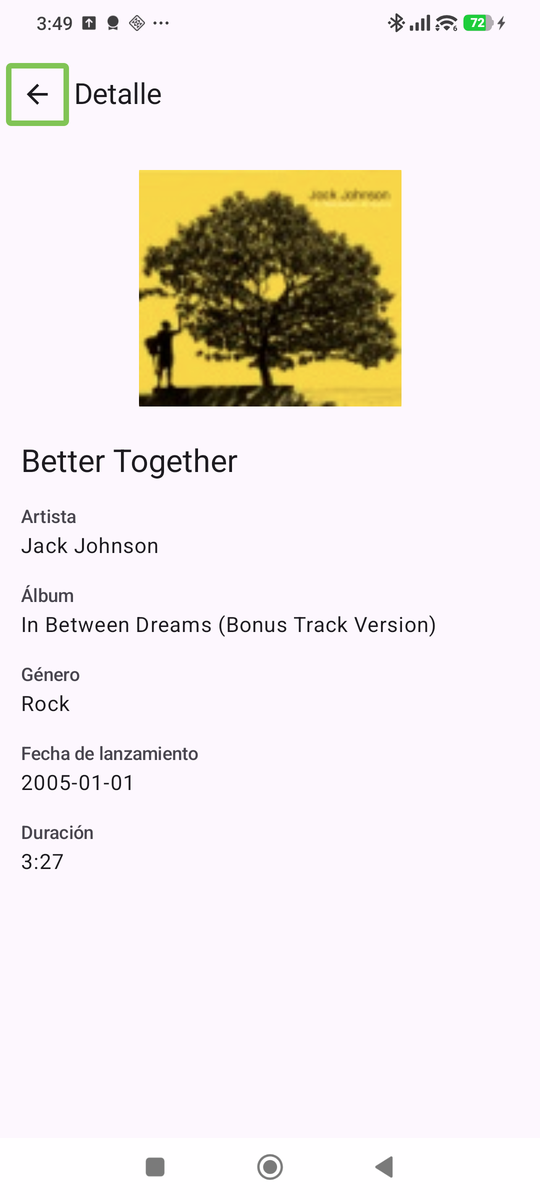 3:49
72
Detalle
Jack Johnson
Better Together
Artista
Jack Johnson
Álbum
In Between Dreams (Bonus Track Version)
Género
Rock
Fecha de lanzamiento
2005-01-01
Duración
3:27